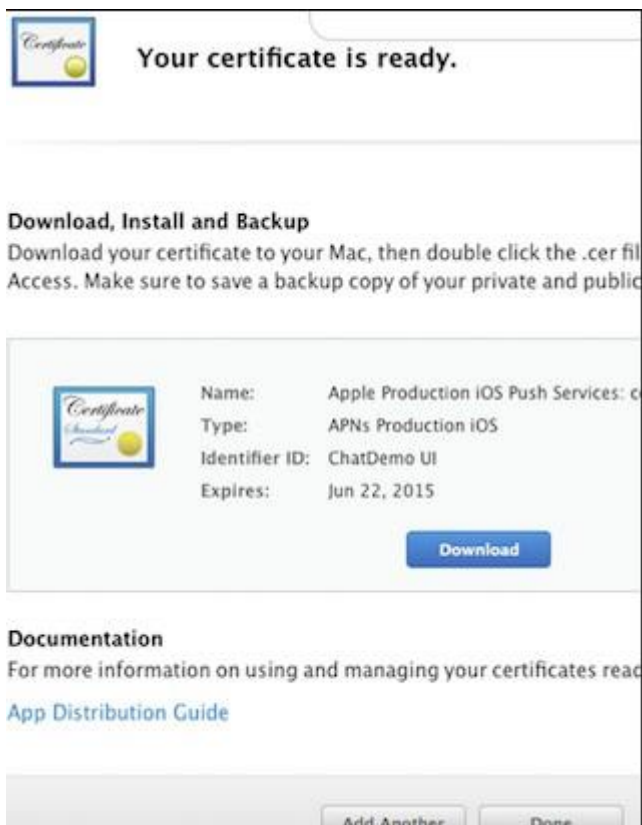 Certificate
Your certificate is ready.
Download, Install and Backup
Download your certificate to your Mac, then double click the .cer fil
Access. Make sure to save a backup copy of your private and public
Certificate
Standard
Name: Apple Production iOS Push Services: c
Type: APNs Production iOS
Identifier ID: ChatDemo UI
Expires: Jun 22, 2015
Download
Documentation
For more information on using and managing your certificates read
App Distribution Guide
Add Another Done